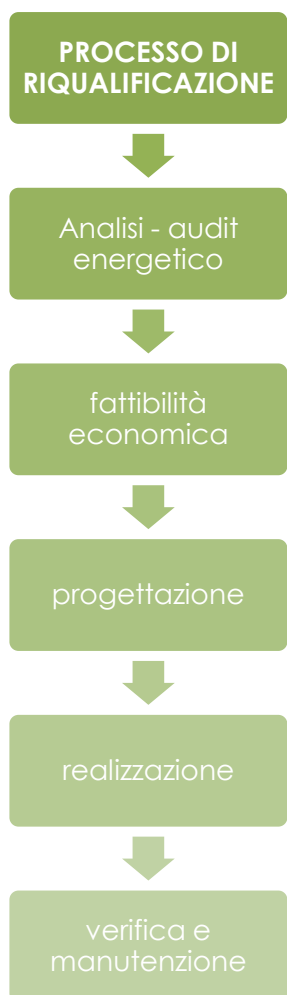 PROCESSO DI
RIQUALIFICAZIONE
Analisi - audit
energetico
fattibilità
economica
progettazione
realizzazione
verifica e
manutenzione